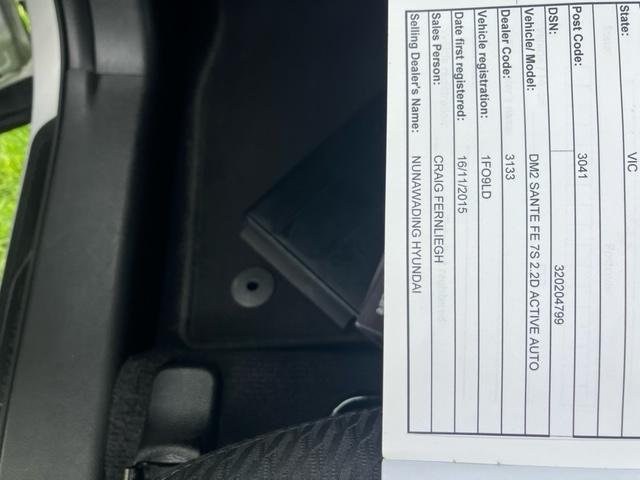 State: VIC
Post Code: 3041
DSN: 320204799
Vehicle/ Model: DM2 SANTE FE 7S 2.2D ACTIVE AUTO
Dealer Code: 3133
Vehicle registration: 1FO9LD
Date first registered: 16/11/2015
Sales Person: CRAIG FERNLIEGH
Selling Dealer's Name: NUNAWADING HYUNDAI